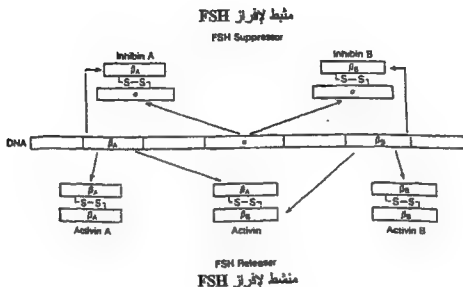 مثبط لإفراز FSH
FSH Suppressor
Inhibin A
Inhibin B
βA
βB
S-S
S-S
α
α
DNA
βA
α
βB
βA
βA
βB
S-S
S-S
S-S
βA
βB
βB
Activin A
Activin
Activin B
FSH Releaser
منشط لإفراز FSH